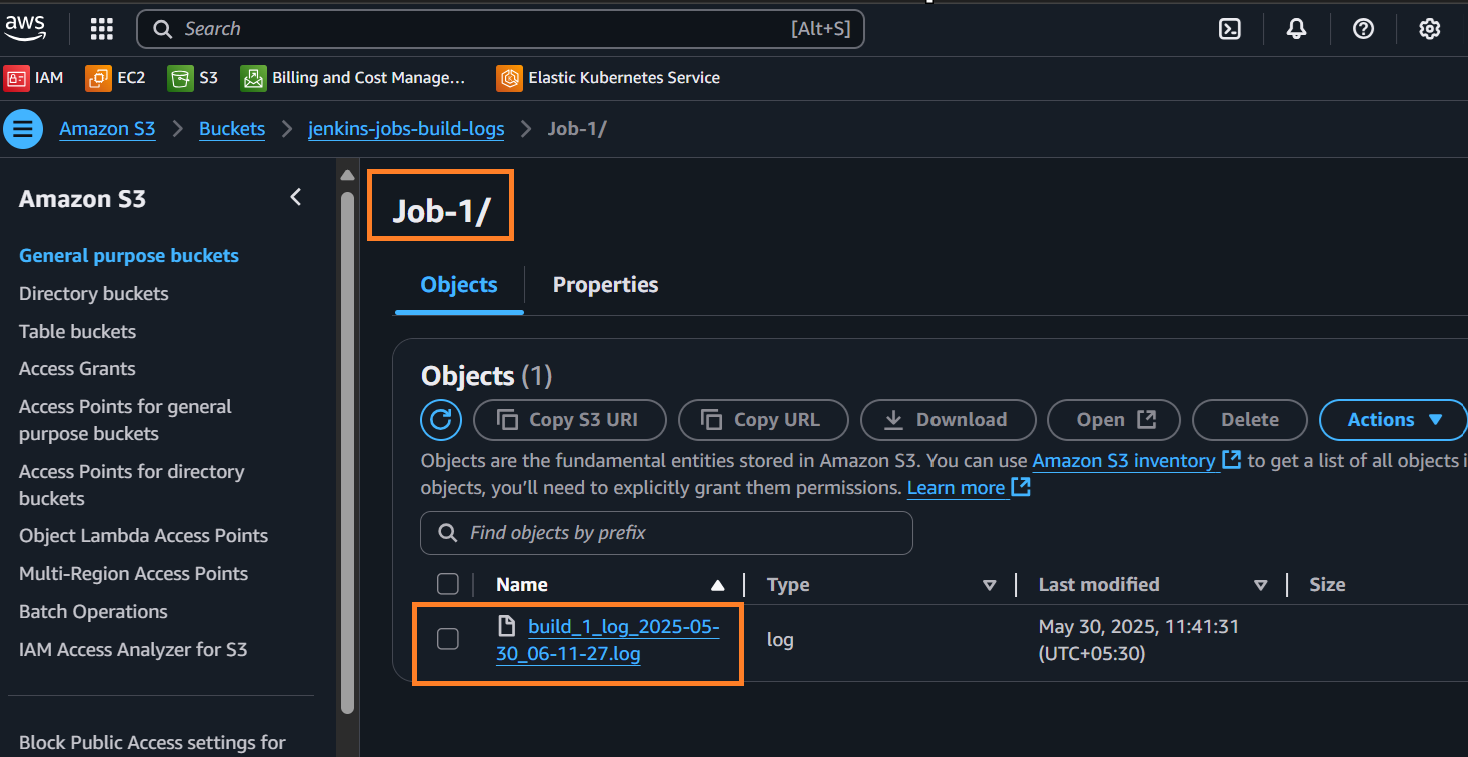 aws
Search [Alt+S]
IAM EC2 S3 Billing and Cost Manage... Elastic Kubernetes Service
Amazon S3 > Buckets > jenkins-jobs-build-logs > Job-1/
Amazon S3
General purpose buckets
Directory buckets
Table buckets
Access Grants
Access Points for general
purpose buckets
Access Points for directory
buckets
Object Lambda Access Points
Multi-Region Access Points
Batch Operations
IAM Access Analyzer for S3
Block Public Access settings for
Job-1/
Objects Properties
Objects (1)
Copy S3 URI Copy URL Download Open Delete Actions
Objects are the fundamental entities stored in Amazon S3. You can use Amazon S3 inventory to get a list of all objects i
objects, you’ll need to explicitly grant them permissions. Learn more
Find objects by prefix
Name Type Last modified Size
build_1_log_2025-05-
30_06-11-27.log
log
May 30, 2025, 11:41:31
(UTC+05:30)